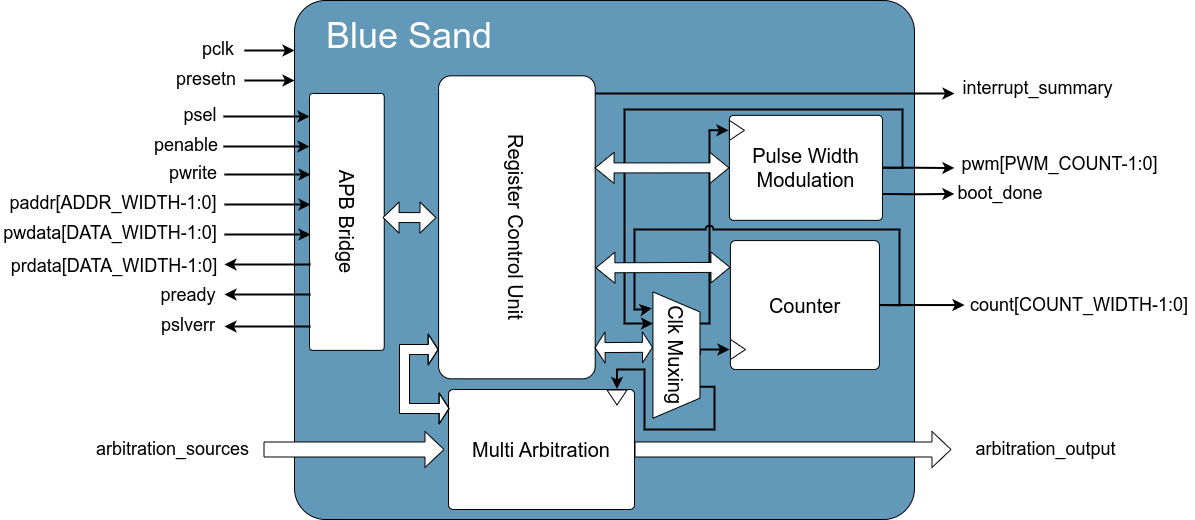 Blue Sand
pclk
presetn
psel
penable
pwrite
paddr[ADDR_WIDTH-1:0]
pwdata[DATA_WIDTH-1:0]
prdata[DATA_WIDTH-1:0]
pready
pslverr
arbitration_sources
APB Bridge
Register Control
Unit
Multi Arbitration
Clk Muxing
Pulse Width
Modulation
Counter
interrupt_summary
pwm[PWM_COUNT-1:0]
boot_done
count[COUNT_WIDTH-1:0]
arbitration_output